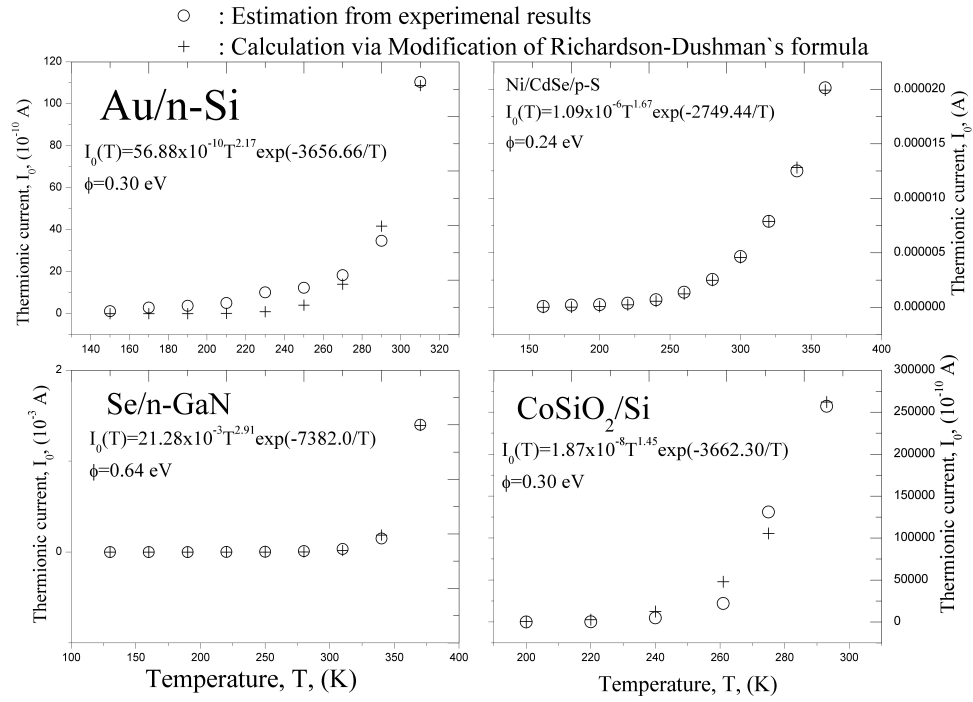 ○ : Estimation from experimenal results
+ : Calculation via Modification of Richardson-Dushman`s formula
Thermionic current, I₀, (10⁻¹⁰ A)
120
100
80
60
40
20
0
Au/n-Si
I₀(T)=56.88x10⁻¹⁰T²·¹⁷exp(-3656.66/T)
ϕ=0.30 eV
140 160 180 200 220 240 260 280 300 320
Ni/CdSe/p-S
I₀(T)=1.09x10⁻⁶T¹·⁶⁷exp(-2749.44/T)
ϕ=0.24 eV
150 200 250 300 350 400
0.000020
0.000015
0.000010
0.000005
0.000000
Thermionic current, I₀, (A)
Thermionic current, I₀, (10⁻³ A)
2
0
Se/n-GaN
I₀(T)=21.28x10⁻³T²·⁹¹exp(-7382.0/T)
ϕ=0.64 eV
100 150 200 250 300 350 400
Temperature, T, (K)
CoSiO₂/Si
I₀(T)=1.87x10⁻⁸T¹·⁴⁵exp(-3662.30/T)
ϕ=0.30 eV
200 220 240 260 280 300
Temperature, T, (K)
300000
250000
200000
150000
100000
50000
0
Thermionic current, I₀, (10⁻¹⁰ A)